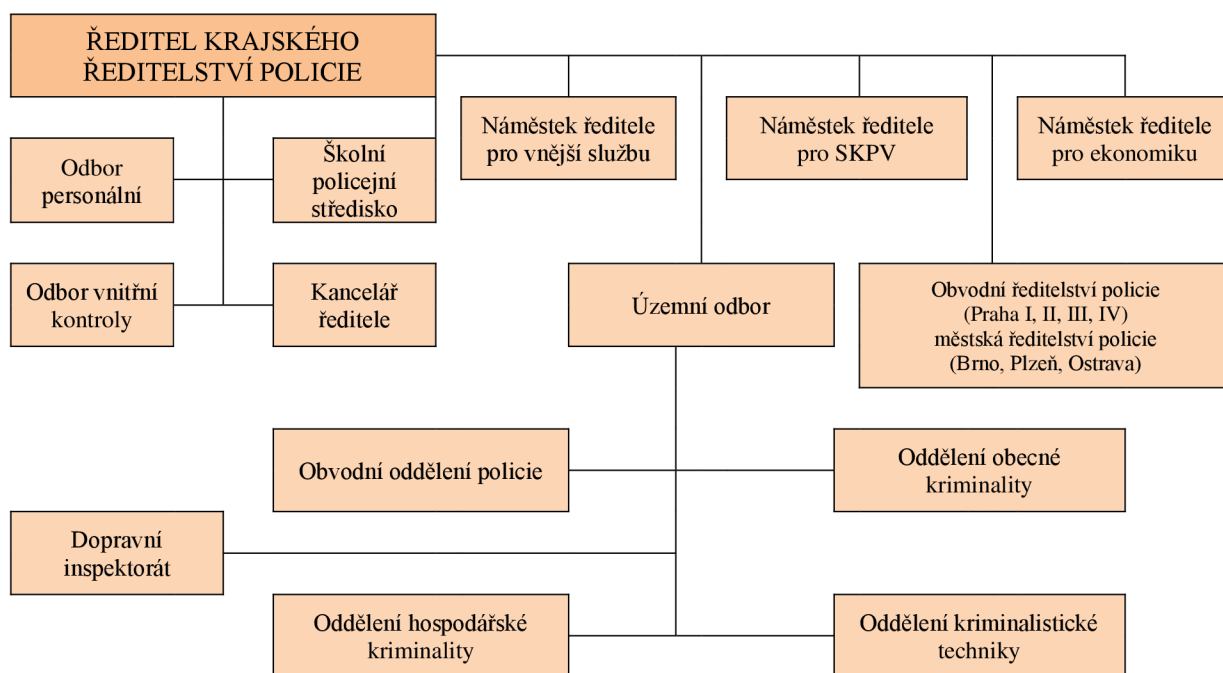 ŘEDITEL KRAJSKÉHO
ŘEDITELSTVÍ POLICIE
Náměstek ředitele
pro vnější službu
Náměstek ředitele
pro SKPV
Náměstek ředitele
pro ekonomiku
Odbor
personální
Školní
policejní
středisko
Odbor vnitřní
kontroly
Kancelář
ředitele
Územní odbor
Obvodní ředitelství policie
(Praha I, II, III, IV)
městská ředitelství policie
(Brno, Plzeň, Ostrava)
Obvodní oddělení policie
Oddělení obecné
kriminality
Dopravní
inspektorát
Oddělení hospodářské
kriminality
Oddělení kriminalistické
techniky